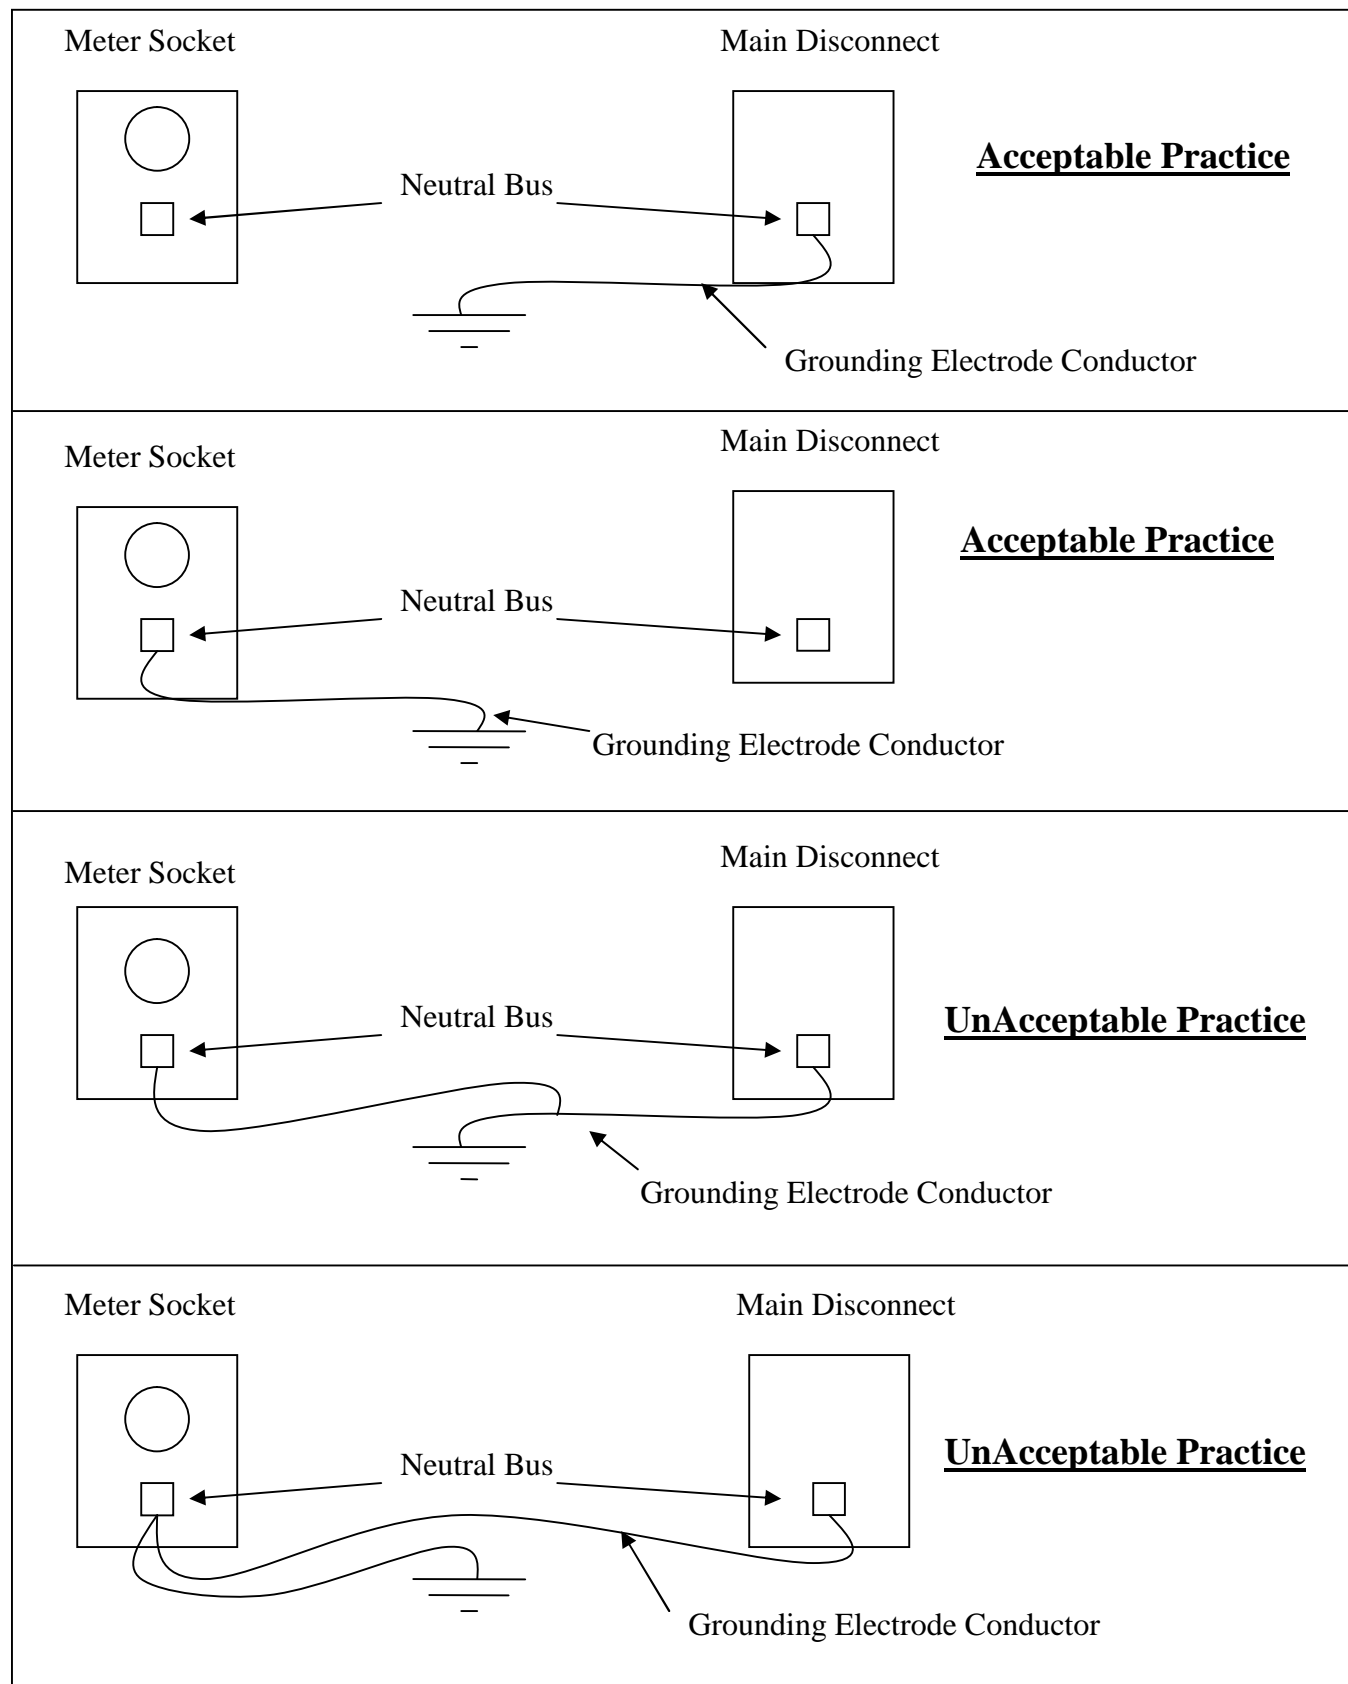 Meter Socket
Main Disconnect
Acceptable Practice
Neutral Bus
Grounding Electrode Conductor
Main Disconnect
Meter Socket
Acceptable Practice
Neutral Bus
Grounding Electrode Conductor
Main Disconnect
Meter Socket
Neutral Bus
UnAcceptable Practice
Grounding Electrode Conductor
Meter Socket
Main Disconnect
UnAcceptable Practice
Neutral Bus
Grounding Electrode Conductor